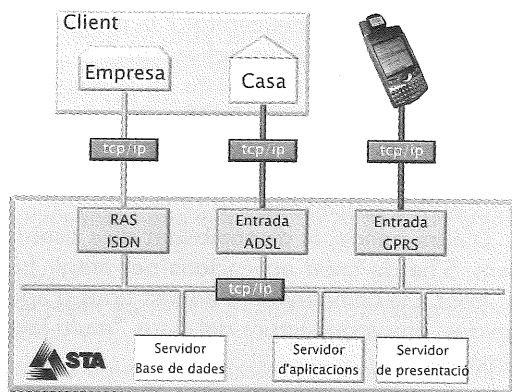 Client
Empresa
Casa
tcp/ip
tcp/ip
tcp/ip
RAS
ISDN
Entrada
ADSL
Entrada
GPRS
tcp/ip
Servidor
Base de dades
Servidor
d'aplicacions
Servidor
de presentació
STA